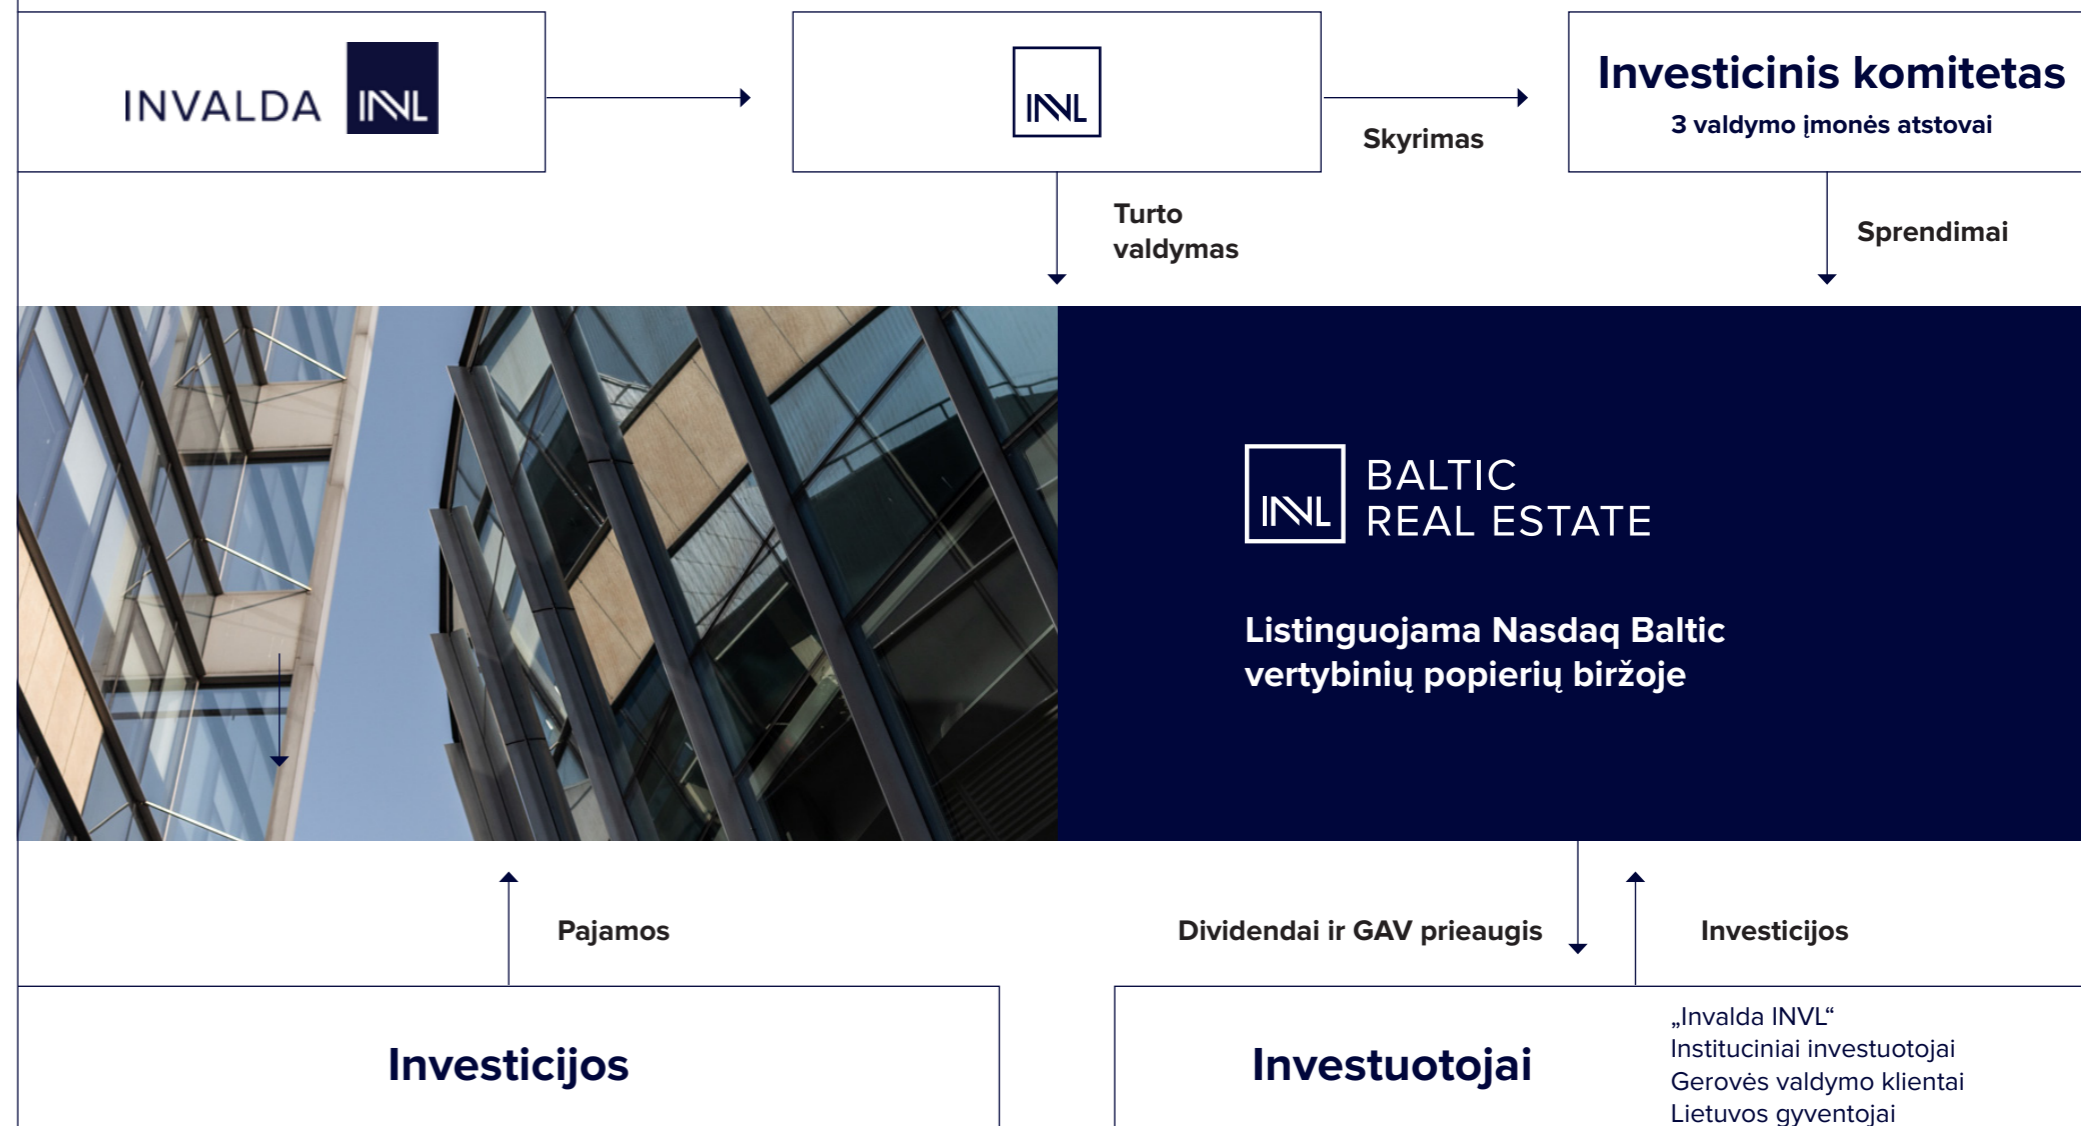 INVALDA INVL
INVL
Investicinis komitetas
3 valdymo įmonės atstovai
Skyrimas
Turto
valdymas
Sprendimai
INVL
BALTIC
REAL ESTATE
Listinguojama Nasdaq Baltic
vertybinių popierių biržoje
Pajamos
Dividendai ir GAV prieaugis
Investicijos
Investicijos
Investuotojai
„Invalda INVL“
Instituciniai investuotojai
Gerovės valdymo klientai
Lietuvos gyventojai